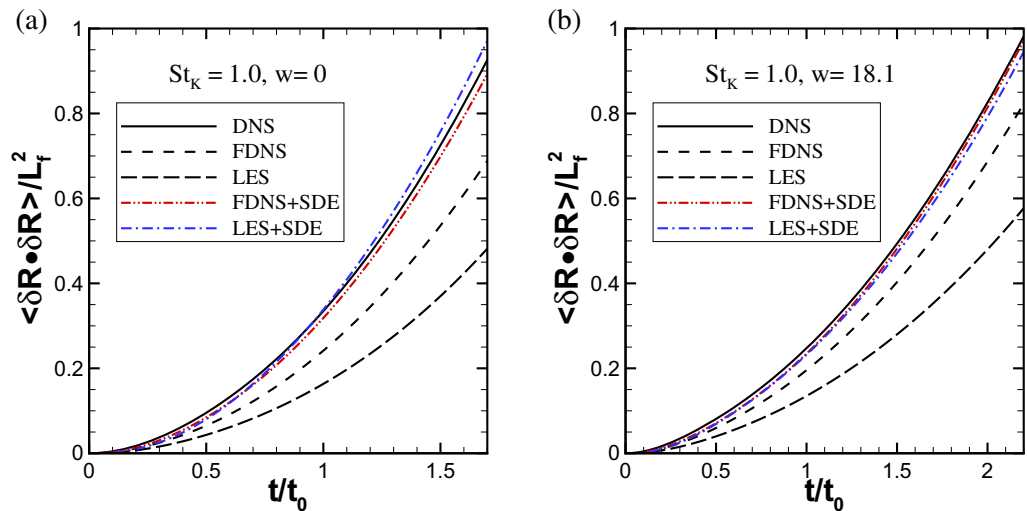 (a)
St_K = 1.0, w= 0
DNS
FDNS
LES
FDNS+SDE
LES+SDE
<δR•δR>/L_f^2
1
0.8
0.6
0.4
0.2
0
0 0.5 1 1.5
t/t_0
(b)
St_K = 1.0, w= 18.1
DNS
FDNS
LES
FDNS+SDE
LES+SDE
<δR•δR>/L_f^2
1
0.8
0.6
0.4
0.2
0
0 0.5 1 1.5 2
t/t_0